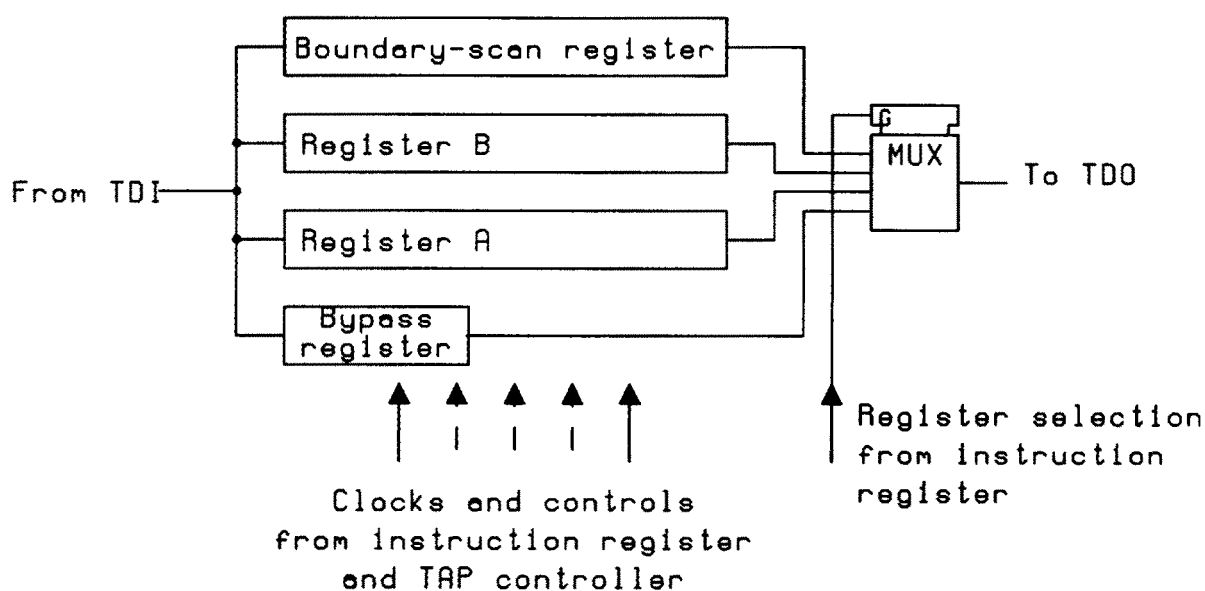 Boundary-scan register
Register B
G
MUX
From TDI
To TDO
Register A
Bypass
register
Register selection
from instruction
register
Clocks and controls
from instruction register
and TAP controller